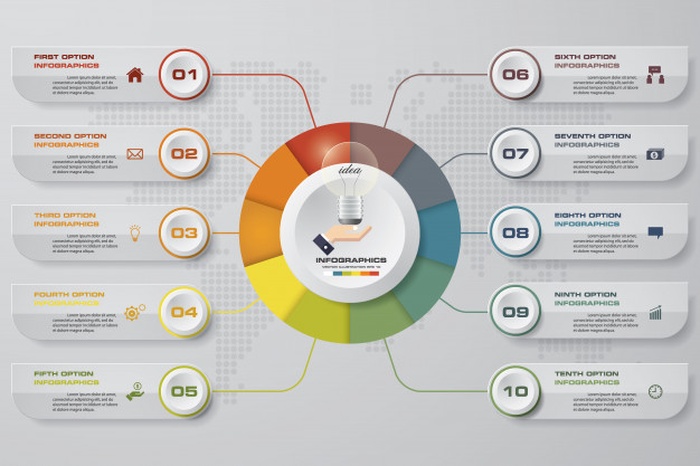 FIRST OPTION
INFOGRAPHICS
Lorem ipsum dolor sit amet,
consectetur adipisicing elit, sed do
eiusmod tempor incididunt ut labore et
dolore magna aliqua.
01
SECOND OPTION
INFOGRAPHICS
Lorem ipsum dolor sit amet,
consectetur adipisicing elit, sed do
eiusmod tempor incididunt ut labore et
dolore magna aliqua.
02
THIRD OPTION
INFOGRAPHICS
Lorem ipsum dolor sit amet,
consectetur adipisicing elit, sed do
eiusmod tempor incididunt ut labore et
dolore magna aliqua.
03
FOURTH OPTION
INFOGRAPHICS
Lorem ipsum dolor sit amet,
consectetur adipisicing elit, sed do
eiusmod tempor incididunt ut labore et
dolore magna aliqua.
04
FIFTH OPTION
INFOGRAPHICS
Lorem ipsum dolor sit amet,
consectetur adipisicing elit, sed do
eiusmod tempor incididunt ut labore et
dolore magna aliqua.
05
idea
INFOGRAPHICS
VECTOR ILLUSTRATION EPS 10
06
SIXTH OPTION
INFOGRAPHICS
Lorem ipsum dolor sit amet,
consectetur adipisicing elit, sed do
eiusmod tempor incididunt ut labore et
dolore magna aliqua.
07
SEVENTH OPTION
INFOGRAPHICS
Lorem ipsum dolor sit amet,
consectetur adipisicing elit, sed do
eiusmod tempor incididunt ut labore et
dolore magna aliqua.
08
EIGHTH OPTION
INFOGRAPHICS
Lorem ipsum dolor sit amet,
consectetur adipisicing elit, sed do
eiusmod tempor incididunt ut labore et
dolore magna aliqua.
09
NINTH OPTION
INFOGRAPHICS
Lorem ipsum dolor sit amet,
consectetur adipisicing elit, sed do
eiusmod tempor incididunt ut labore et
dolore magna aliqua.
10
TENTH OPTION
INFOGRAPHICS
Lorem ipsum dolor sit amet,
consectetur adipisicing elit, sed do
eiusmod tempor incididunt ut labore et
dolore magna aliqua.